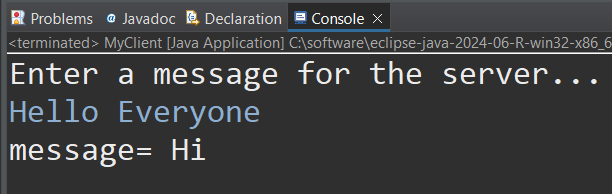 Problems Javadoc Declaration Console
<terminated> MyClient [Java Application] C:\software\eclipse-java-2024-06-R-win32-x86_6
Enter a message for the server...
Hello Everyone
message= Hi